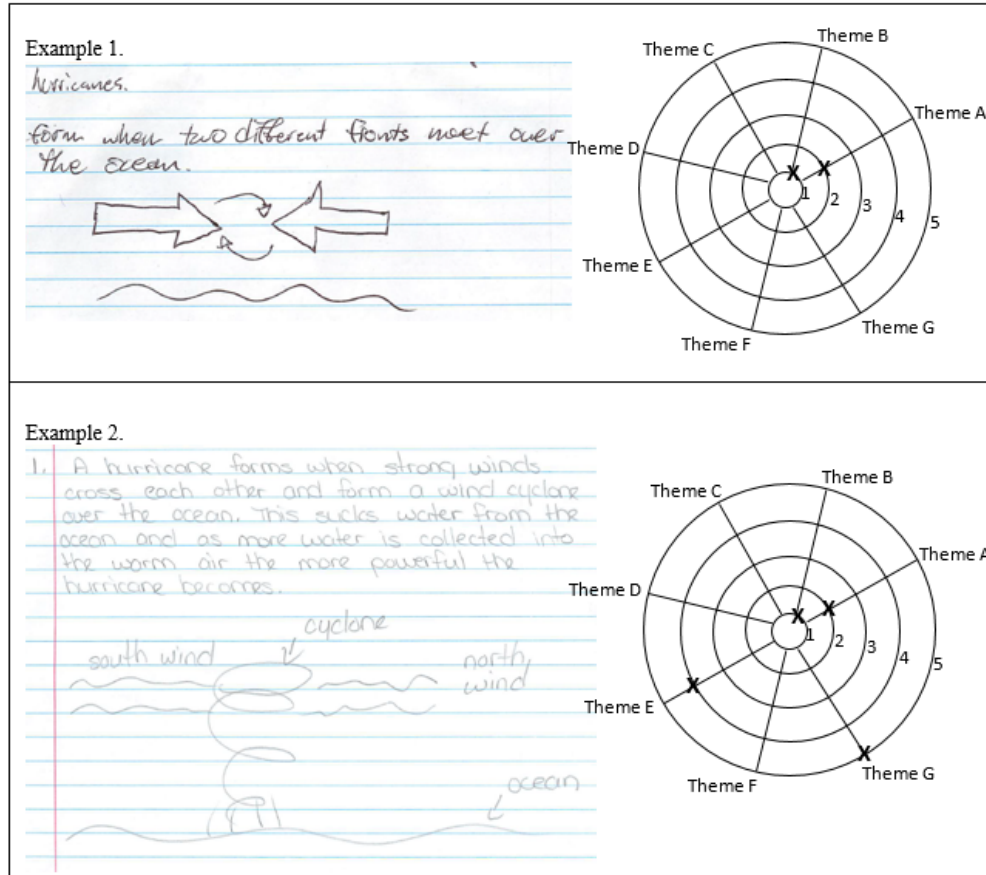 Example 1.
hurricanes.
form when two different fronts meet over
the ocean.
Theme C
Theme B
Theme A
Theme D
1
2
3
4
5
Theme E
Theme F
Theme G
Example 2.
1. A hurricane forms when strong winds
cross each other and form a wind cyclone
over the ocean. This sucks water from the
ocean and as more water is collected into
the warm air the more powerful the
hurricane becomes.
cyclone
south wind
north
wind
ocean
Theme C
Theme B
Theme A
Theme D
1
2
3
4
5
Theme E
Theme F
Theme G